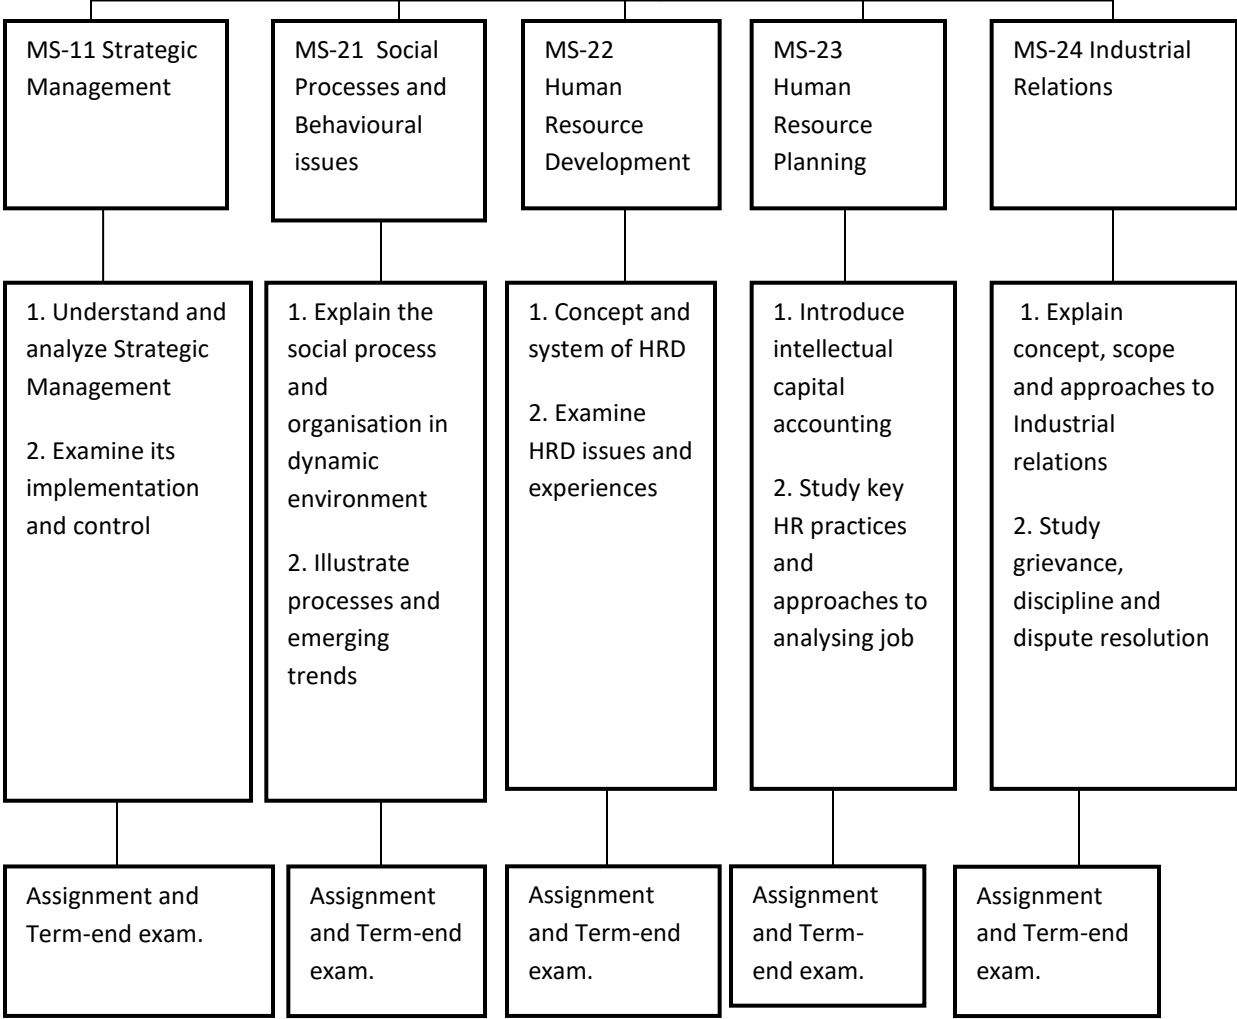 MS-11 Strategic
Management
MS-21  Social
Processes and
Behavioural
issues
MS-22
Human
Resource
Development
MS-23
Human
Resource
Planning
MS-24 Industrial
Relations
1. Understand and
analyze Strategic
Management
2. Examine its
implementation
and control
1. Explain the
social process
and
organisation in
dynamic
environment
2. Illustrate
processes and
emerging
trends
1. Concept and
system of HRD
2. Examine
HRD issues and
experiences
1. Introduce
intellectual
capital
accounting
2. Study key
HR practices
and
approaches to
analysing job
1. Explain
concept, scope
and approaches to
Industrial
relations
2. Study
grievance,
discipline and
dispute resolution
Assignment and
Term-end exam.
Assignment
and Term-end
exam.
Assignment
and Term-end
exam.
Assignment
and Term-
end exam.
Assignment
and Term-end
exam.